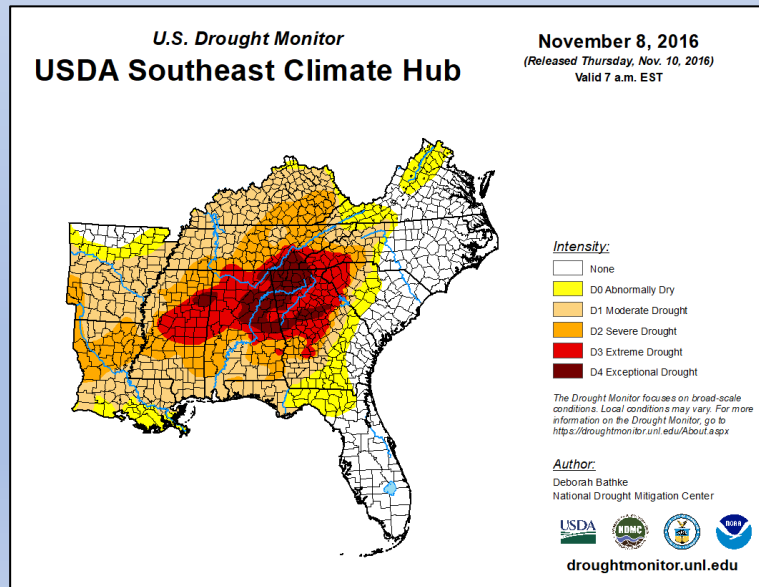 U.S. Drought Monitor
USDA Southeast Climate Hub
November 8, 2016
(Released Thursday, Nov. 10, 2016)
Valid 7 a.m. EST
Intensity:
None
D0 Abnormally Dry
D1 Moderate Drought
D2 Severe Drought
D3 Extreme Drought
D4 Exceptional Drought
The Drought Monitor focuses on broad-scale
conditions. Local conditions may vary. For more
information on the Drought Monitor, go to
https://droughtmonitor.unl.edu/About.aspx
Author:
Deborah Bathke
National Drought Mitigation Center
USDA
NDMC
NOAA
droughtmonitor.unl.edu